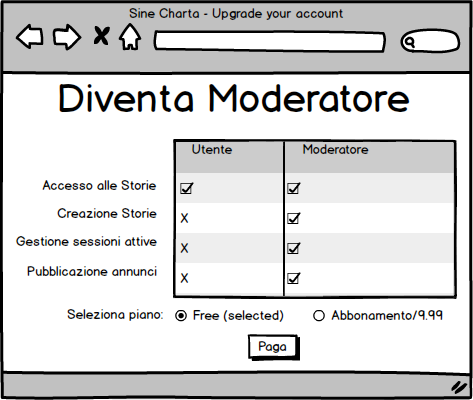 Sine Charta - Upgrade your account
Diventa Moderatore
Utente Moderatore
Accesso alle Storie
Creazione Storie X
Gestione sessioni attive X
Pubblicazione annunci X
Seleziona piano: Free (selected) Abbonamento/9.99
Paga